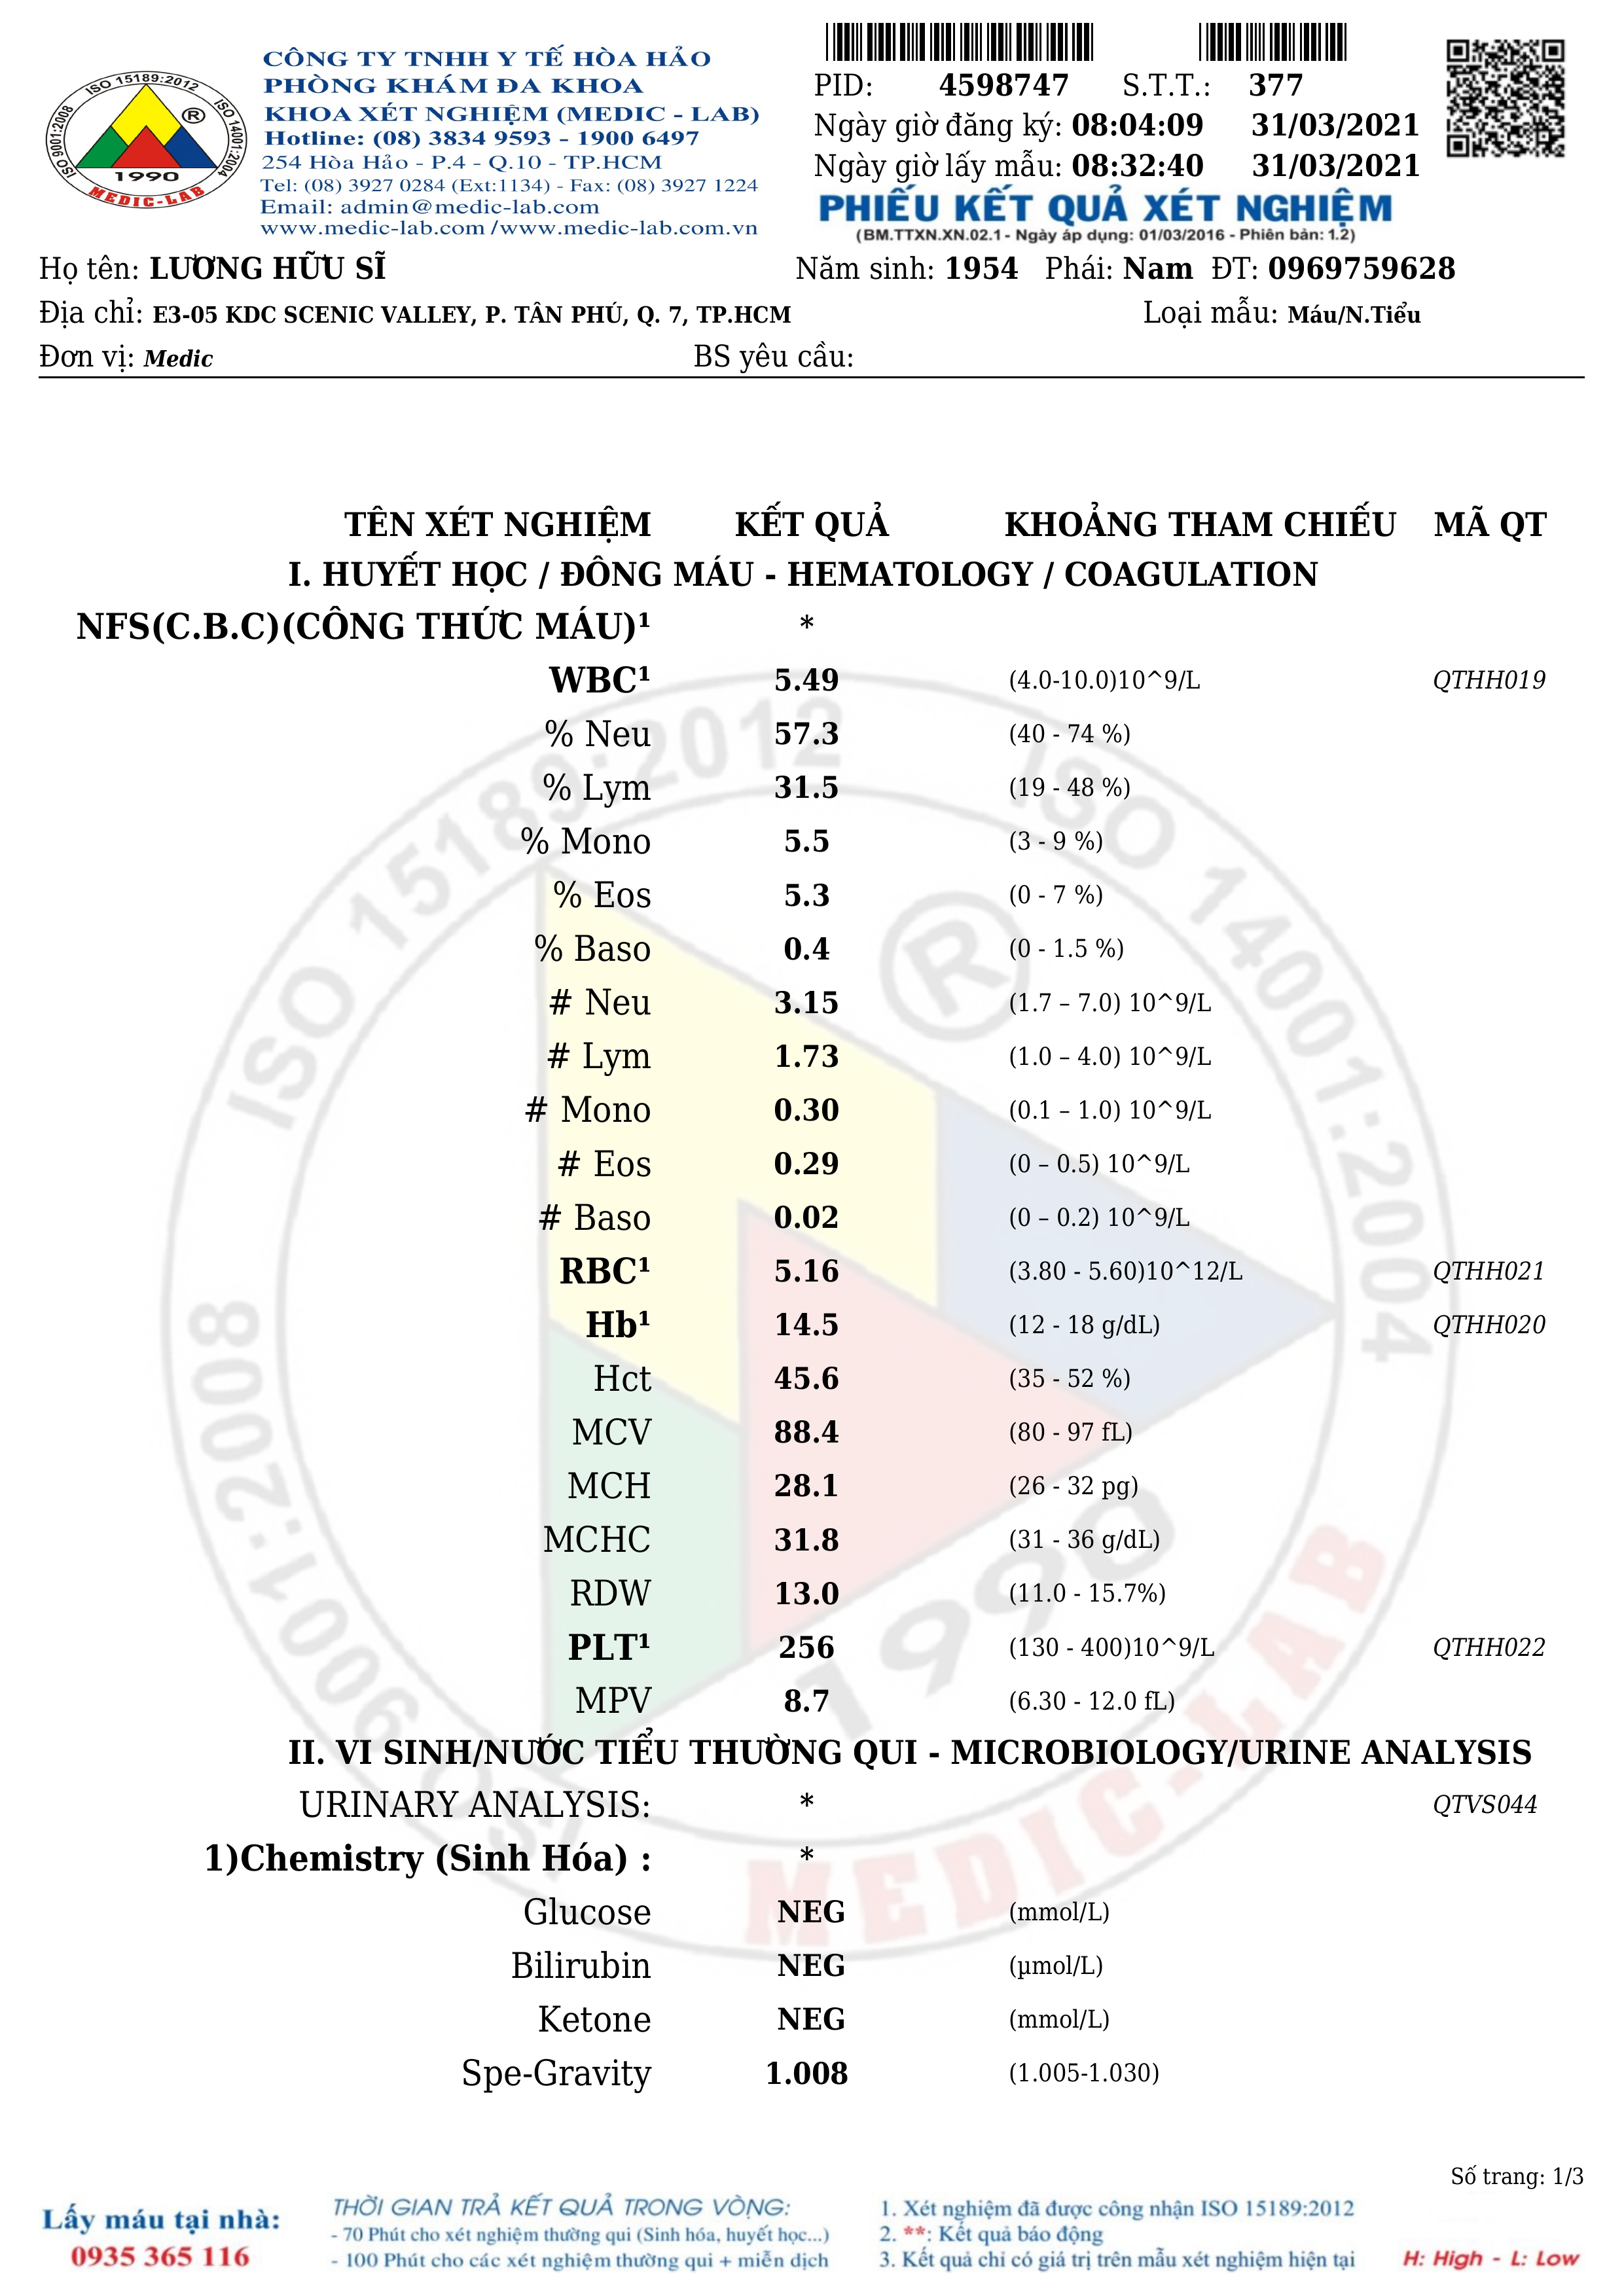 ISO 9001:2008 ISO 15189:2012 ISO 14001:2004
®
1990
MEDIC-LAB
CÔNG TY TNHH Y TẾ HÒA HẢO
PHÒNG KHÁM ĐA KHOA
KHOA XÉT NGHIỆM (MEDIC - LAB)
Hotline: (08) 3834 9593 - 1900 6497
254 Hòa Hảo - P.4 - Q.10 - TP.HCM
Tel: (08) 3927 0284 (Ext:1134) - Fax: (08) 3927 1224
Email: admin@medic-lab.com
www.medic-lab.com /www.medic-lab.com.vn
PID: 4598747 S.T.T.: 377
Ngày giờ đăng ký: 08:04:09 31/03/2021
Ngày giờ lấy mẫu: 08:32:40 31/03/2021
PHIẾU KẾT QUẢ XÉT NGHIỆM
(BM.TTXN.XN.02.1 - Ngày áp dụng: 01/03/2016 - Phiên bản: 1.2)
Họ tên: LƯƠNG HỮU SĨ Năm sinh: 1954 Phái: Nam ĐT: 0969759628
Địa chỉ: E3-05 KDC SCENIC VALLEY, P. TÂN PHÚ, Q. 7, TP.HCM Loại mẫu: Máu/N.Tiểu
Đơn vị: Medic BS yêu cầu:
TÊN XÉT NGHIỆM KẾT QUẢ KHOẢNG THAM CHIẾU MÃ QT
I. HUYẾT HỌC / ĐÔNG MÁU - HEMATOLOGY / COAGULATION
NFS(C.B.C)(CÔNG THỨC MÁU)¹ *
WBC¹ 5.49 (4.0-10.0)10^9/L QTHH019
% Neu 57.3 (40 - 74 %)
% Lym 31.5 (19 - 48 %)
% Mono 5.5 (3 - 9 %)
% Eos 5.3 (0 - 7 %)
% Baso 0.4 (0 - 1.5 %)
# Neu 3.15 (1.7 – 7.0) 10^9/L
# Lym 1.73 (1.0 – 4.0) 10^9/L
# Mono 0.30 (0.1 – 1.0) 10^9/L
# Eos 0.29 (0 – 0.5) 10^9/L
# Baso 0.02 (0 – 0.2) 10^9/L
RBC¹ 5.16 (3.80 - 5.60)10^12/L QTHH021
Hb¹ 14.5 (12 - 18 g/dL) QTHH020
Hct 45.6 (35 - 52 %)
MCV 88.4 (80 - 97 fL)
MCH 28.1 (26 - 32 pg)
MCHC 31.8 (31 - 36 g/dL)
RDW 13.0 (11.0 - 15.7%)
PLT¹ 256 (130 - 400)10^9/L QTHH022
MPV 8.7 (6.30 - 12.0 fL)
II. VI SINH/NƯỚC TIỂU THƯỜNG QUI - MICROBIOLOGY/URINE ANALYSIS
URINARY ANALYSIS: * QTVS044
1)Chemistry (Sinh Hóa) : *
Glucose NEG (mmol/L)
Bilirubin NEG (µmol/L)
Ketone NEG (mmol/L)
Spe-Gravity 1.008 (1.005-1.030)
ISO 9001:2008 ISO 15189:2012 ISO 14001:2004
®
1990
MEDIC-LAB
Số trang: 1/3
Lấy máu tại nhà:
0935 365 116
THỜI GIAN TRẢ KẾT QUẢ TRONG VÒNG:
- 70 Phút cho xét nghiệm thường qui (Sinh hóa, huyết học...)
- 100 Phút cho các xét nghiệm thường qui + miễn dịch
1. Xét nghiệm đã được công nhận ISO 15189:2012
2. **: Kết quả báo động
3. Kết quả chỉ có giá trị trên mẫu xét nghiệm hiện tại
H: High - L: Low